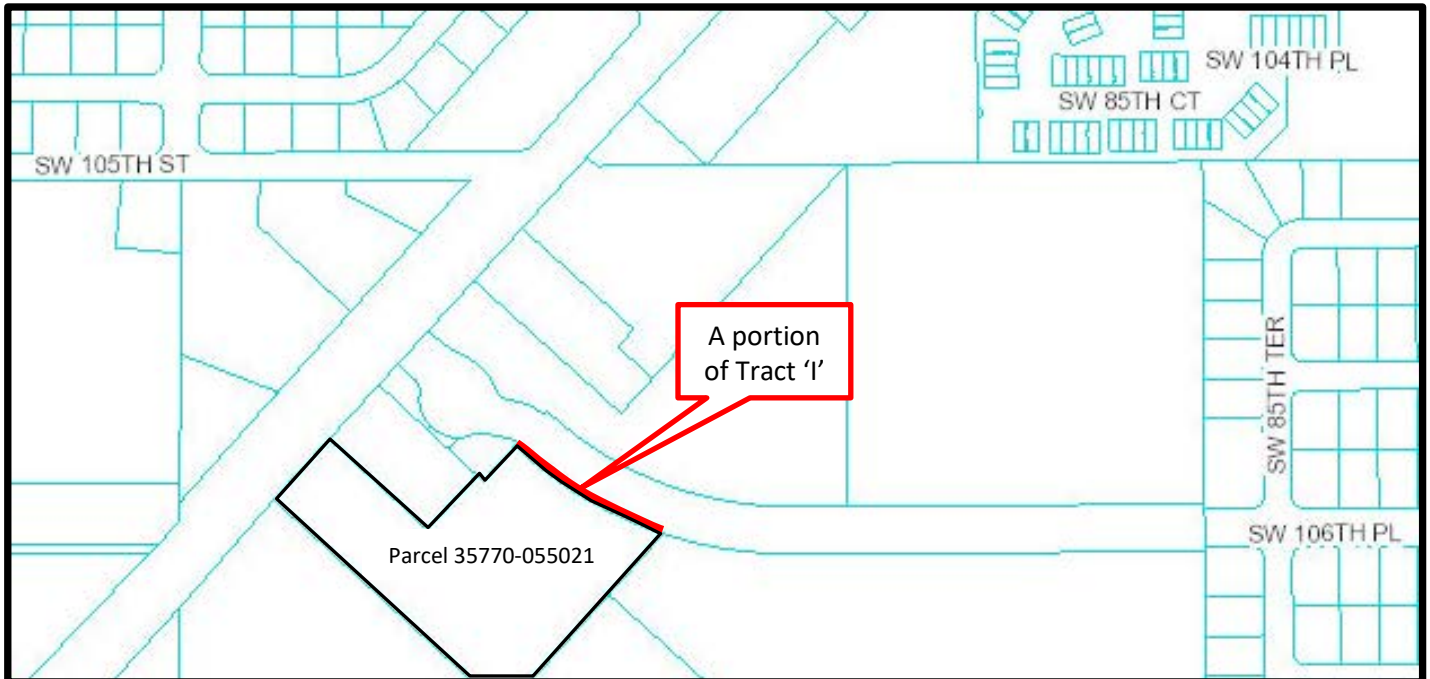 SW 104TH PL
SW 85TH CT
SW 105TH ST
A portion
of Tract ‘I’
SW 85TH TER
SW 106TH PL
Parcel 35770-055021